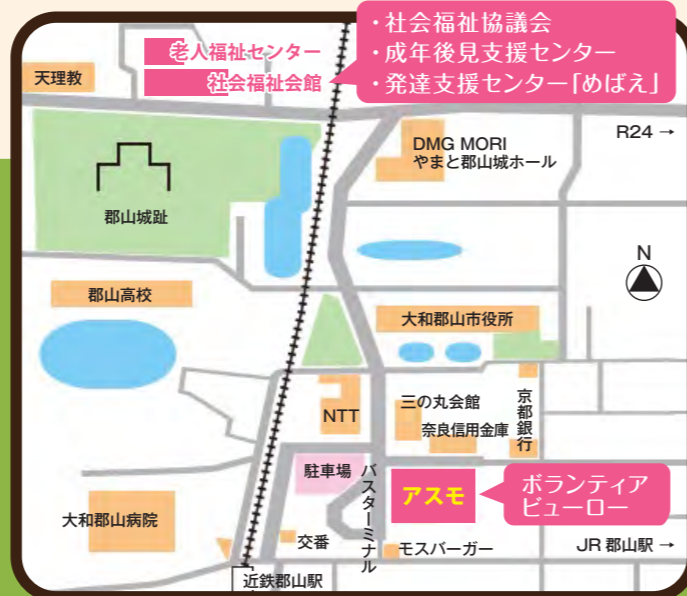 ・社会福祉協議会
・成年後見支援センター
・発達支援センター「めばえ」
老人福祉センター
社会福祉会館
天理教
R24 →
DMG MORI
やまと郡山城ホール
郡山城趾
N
郡山高校
大和郡山市役所
NTT
三の丸会館
奈良信用金庫
京都銀行
駐車場
バスターミナル
アスモ
ボランティア
ビューロー
大和郡山病院
交番
モスバーガー
JR 郡山駅 →
近鉄郡山駅